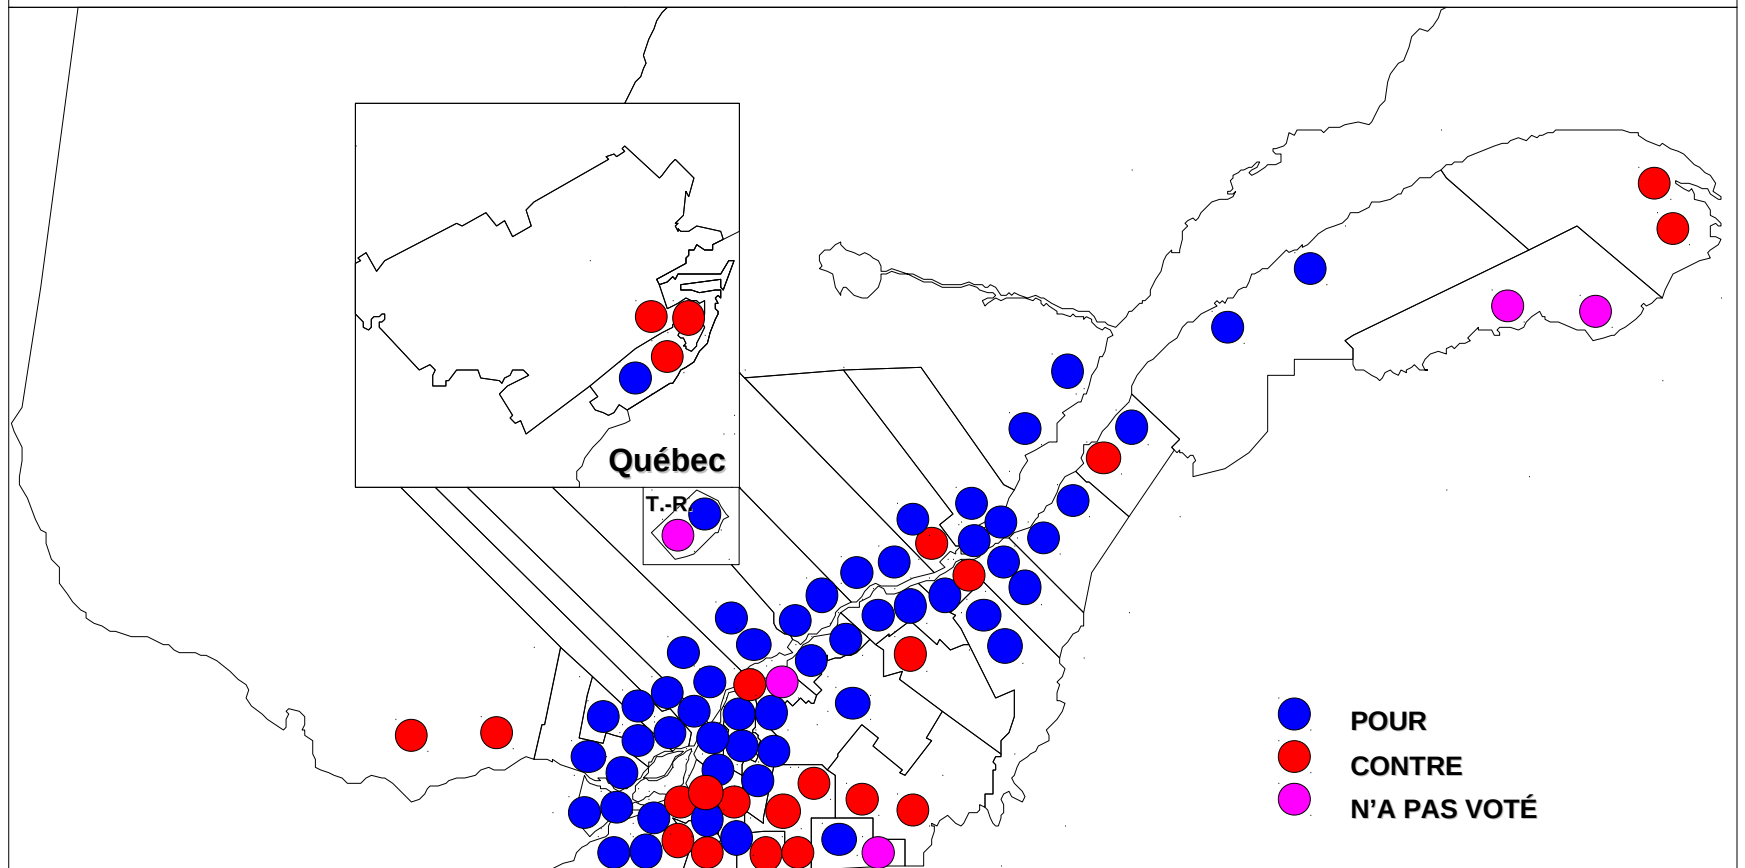 Québec
T.-R.
POUR
CONTRE
N’A PAS VOTÉ